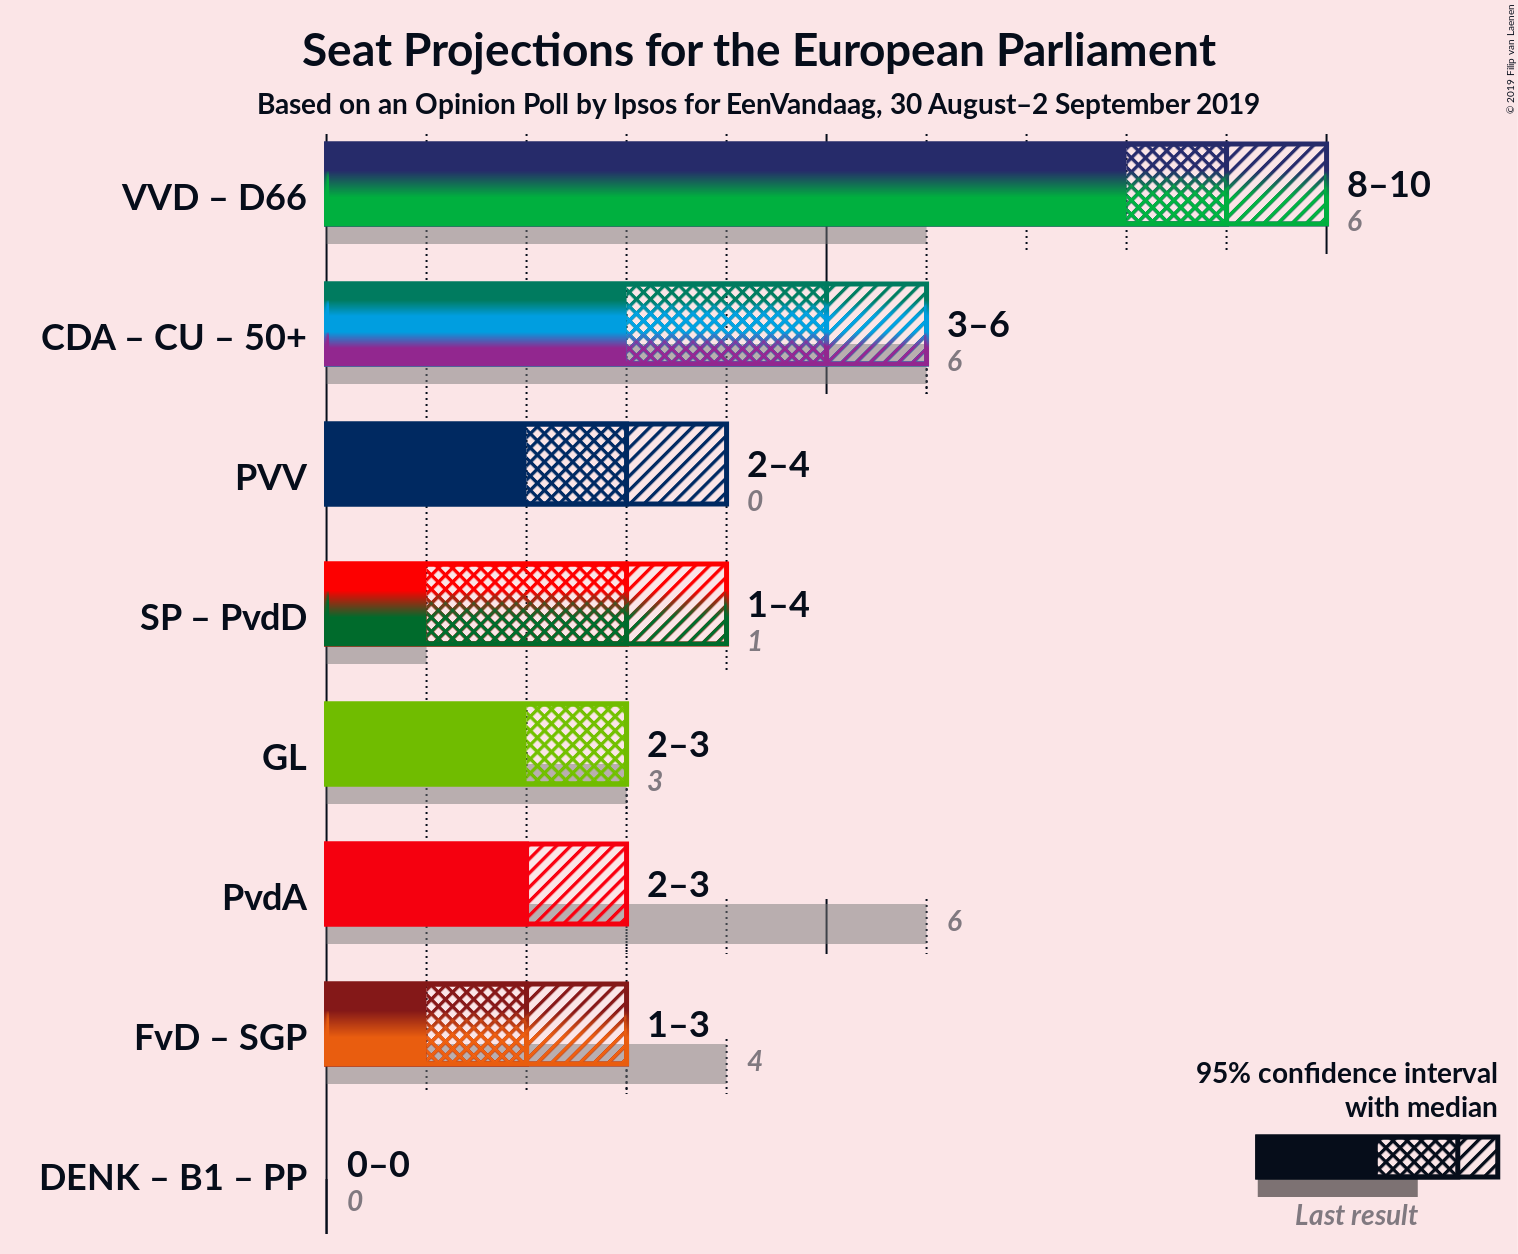 Seat Projections for the European Parliament
Based on an Opinion Poll by Ipsos for EenVandaag, 30 August–2 September 2019
© 2019 Filip van Laenen
VVD – D66
8–10
6
CDA – CU – 50+
3–6
6
PVV
2–4
0
SP – PvdD
1–4
1
GL
2–3
3
PvdA
2–3
6
FvD – SGP
1–3
4
DENK – B1 – PP
0–0
0
95% confidence interval
with median
Last result